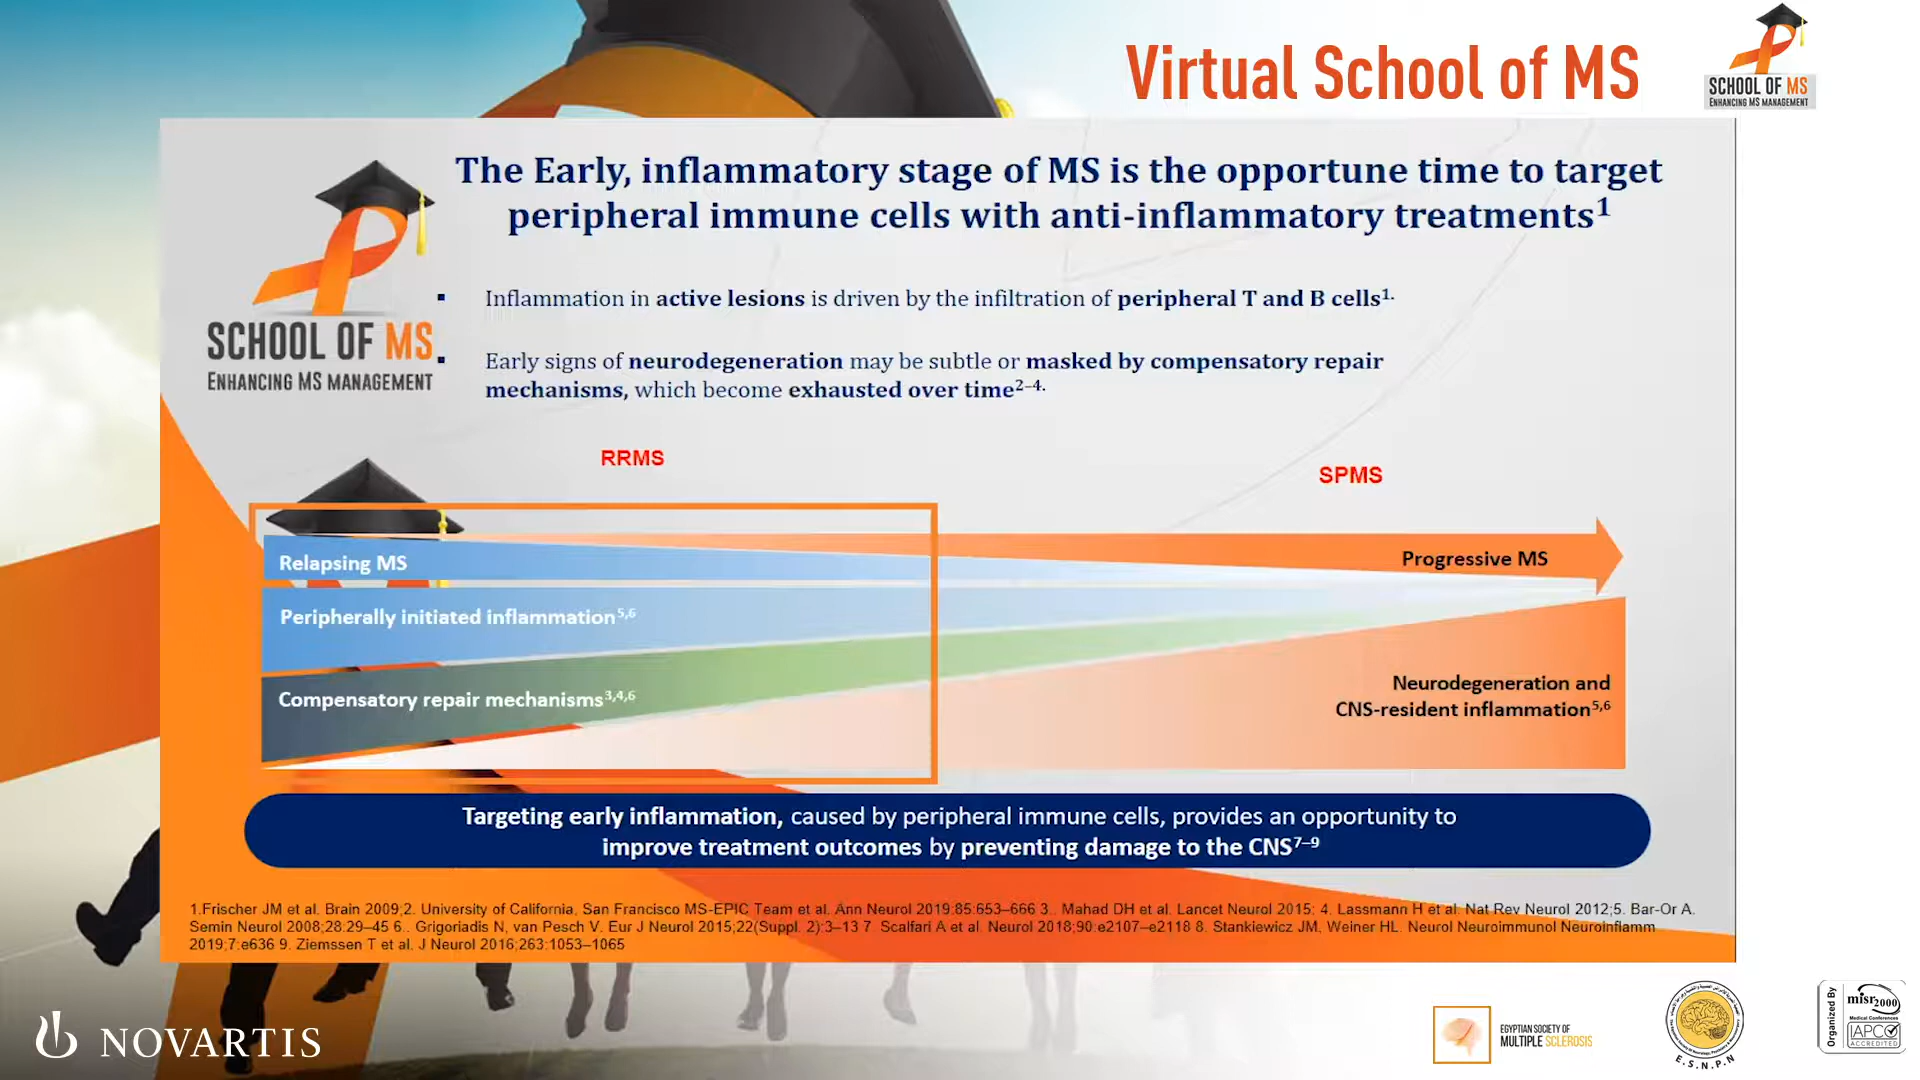 Virtual School of MS
SCHOOL OF MS
ENHANCING MS MANAGEMENT
The Early, inflammatory stage of MS is the opportune time to target
peripheral immune cells with anti-inflammatory treatments1
SCHOOL OF MS
ENHANCING MS MANAGEMENT
▪ Inflammation in active lesions is driven by the infiltration of peripheral T and B cells1.
▪ Early signs of neurodegeneration may be subtle or masked by compensatory repair
mechanisms, which become exhausted over time2–4.
RRMS
SPMS
Relapsing MS
Progressive MS
Peripherally initiated inflammation5,6
Compensatory repair mechanisms3,4,6
Neurodegeneration and
CNS-resident inflammation5,6
Targeting early inflammation, caused by peripheral immune cells, provides an opportunity to
improve treatment outcomes by preventing damage to the CNS7–9
1.Frischer JM et al. Brain 2009;2. University of California, San Francisco MS-EPIC Team et al. Ann Neurol 2019;85:653–666 3.. Mahad DH et al. Lancet Neurol 2015; 4. Lassmann H et al. Nat Rev Neurol 2012;5. Bar-Or A.
Semin Neurol 2008;28:29–45 6.. Grigoriadis N, van Pesch V. Eur J Neurol 2015;22(Suppl. 2):3–13 7. Scalfari A et al. Neurol 2018;90:e2107–e2118 8. Stankiewicz JM, Weiner HL. Neurol Neuroimmunol Neuroinflamm
2019;7:e636 9. Ziemssen T et al. J Neurol 2016;263:1053–1065
NOVARTIS
EGYPTIAN SOCIETY OF
MULTIPLE SCLEROSIS
E.S.N.P.N
Organized By
misr2000
Medical Conferences
IAPCO
ACCREDITED